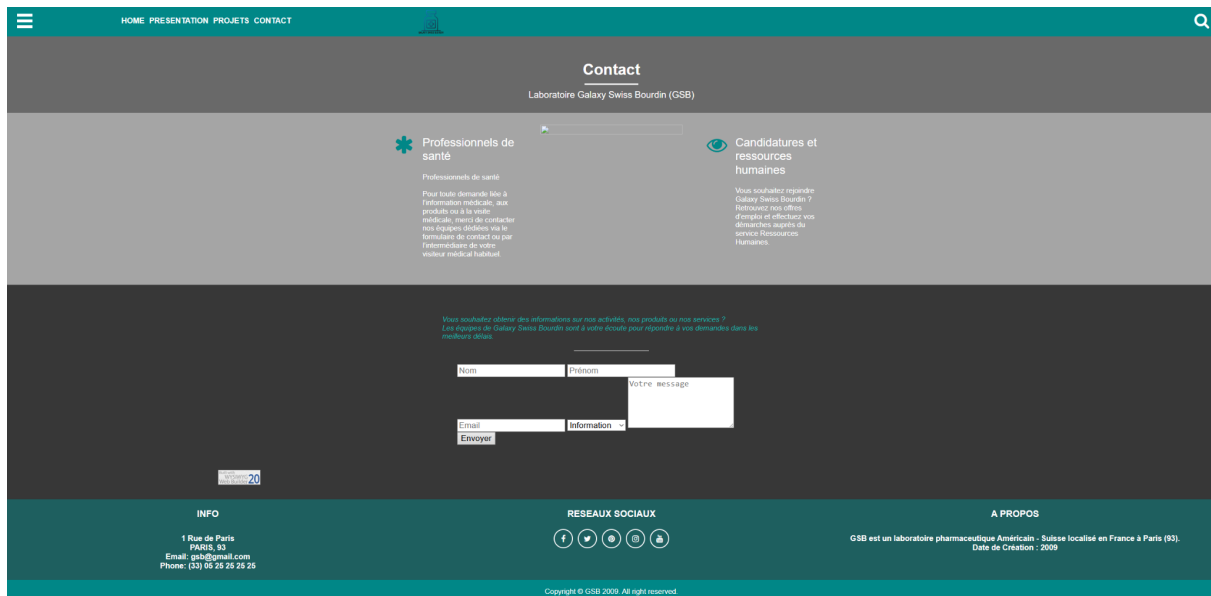 HOME PRESENTATION PROJETS CONTACT
Contact
Laboratoire Galaxy Swiss Bourdin (GSB)
Professionnels de
santé
Professionnels de santé
Pour toute demande liée à
l'information médicale, aux
produits ou à la visite
médicale, merci de contacter
nos équipes dédiées via le
formulaire de contact ou par
l'intermédiaire de votre
visiteur médical habituel.
Candidatures et
ressources
humaines
Vous souhaitez rejoindre
Galaxy Swiss Bourdin ?
Retrouvez nos offres
d'emploi et effectuez vos
démarches auprès du
service Ressources
Humaines.
Vous souhaitez obtenir des informations sur nos activités, nos produits ou nos services ?
Les équipes de Galaxy Swiss Bourdin sont à votre écoute pour répondre à vos demandes dans les
meilleurs délais.
Nom
Prénom
Votre message
Email
Information
Envoyer
WYSIWYG
Web Builder 20
INFO
1 Rue de Paris
PARIS, 93
Email: gsb@gmail.com
Phone: (33) 05 25 25 25 25
RESEAUX SOCIAUX
A PROPOS
GSB est un laboratoire pharmaceutique Américain - Suisse localisé en France à Paris (93).
Date de Création : 2009
Copyright © GSB 2009. All right reserved.